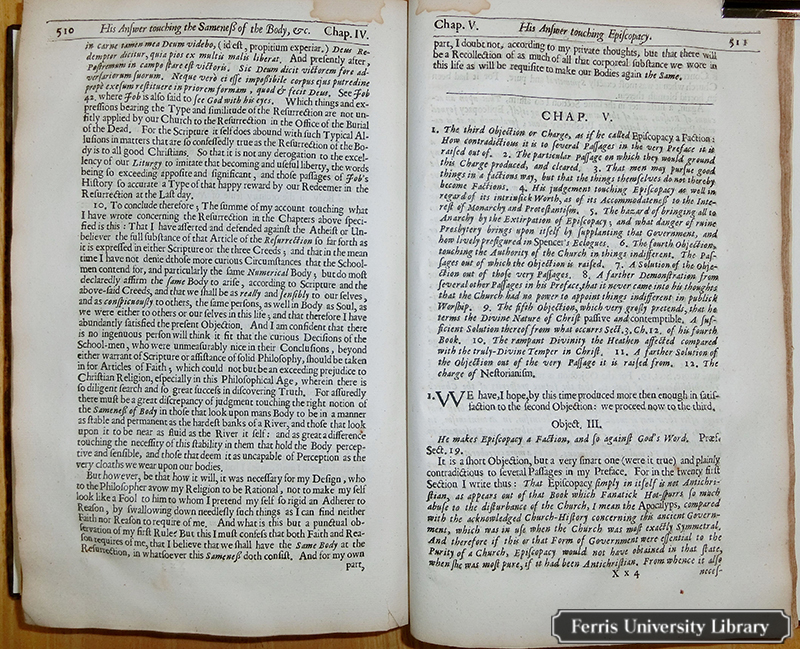 510 His Answer touching the Sameneſs of the Body, &c. Chap. IV.
in carne tamen mea Deum videbo, (id eſt, propitium experiar.) Deus Re-
demptor dicitur, quia pios ex multis malis liberat. And preſently after,
Poſtremum in campo ſtare eſt victoris. Sic Deum dicit victorem fore ad-
verſariorum ſuorum. Neque verò ei eſſe impoſſibile corpus ejus putredine
propè exeſum reſtituere in priorem formam, quod & fecit Deus. See Job
42. where Job is alſo ſaid to ſee God with his eyes. Which things and ex-
preſſions bearing the Type and ſimilitude of the Reſurrection are not un-
fitly applied by our Church to the Reſurrection in the Office of the Burial
of the Dead. For the Scripture it ſelf does abound with ſuch Typical Al-
luſions in matters that are ſo confeſſedly true as the Reſurrection of the Bo-
dy is to all good Chriſtians. So that it is not any derogation to the excel-
lency of our Liturgy to imitate that becoming and uſeful liberty, the words
being ſo exceeding appoſite and ſignificant, and thoſe paſſages of Job's
Hiſtory ſo accurate a Type of that happy reward by our Redeemer in the
Reſurrection at the Laſt day.
10. To conclude therefore; The ſumme of my account touching what
I have wrote concerning the Reſurrection in the Chapters above ſpeci-
fied is this: That I have aſſerted and defended againſt the Atheiſt or Un-
believer the full ſubſtance of that Article of the Reſurrection ſo far forth as
it is expreſſed in either Scripture or the three Creeds; and that in the mean
time I have not denied thoſe more curious Circumſtances that the School-
men contend for, and particularly the ſame Numerical Body; but do moſt
declaredly affirm the ſame Body to ariſe, according to Scripture and the
above-ſaid Creeds, and that we ſhall be as really and ſenſibly to our ſelves,
and as conſpicuouſly to others, the ſame perſons, as well in Body as Soul, as
we were either to others or our ſelves in this life; and that therefore I have
abundantly ſatisfied the preſent Objection. And I am confident that there
is no ingenuous perſon will think it fit that the curious Deciſions of the
School-men, who were unmeaſurably nice in their Concluſions, beyond
either warrant of Scripture or aſſiſtance of ſolid Philoſophy, ſhould be taken
in for Articles of Faith; which could not but be an exceeding prejudice to
Chriſtian Religion, eſpecially in this Philoſophical Age, wherein there is
ſo diligent ſearch and ſo great ſucceſs in diſcovering Truth. For aſſuredly
there muſt be a great diſcrepancy of judgment touching the right notion of
the Sameneſs of Body in thoſe that look upon mans Body to be in a manner
as ſtable and permanent as the hardeſt banks of a River, and thoſe that look
upon it to be near as fluid as the River it ſelf: and as great a difference
touching the neceſſity of this ſtability in them that hold the Body percep-
tive and ſenſible, and thoſe that deem it as uncapable of Perception as the
very cloaths we wear upon our bodies.
But however, be that how it will, it was neceſſary for my Deſign, who
to the Philoſopher avow my Religion to be Rational, not to make my ſelf
look like a Fool to him to whom I pretend my ſelf ſo rigid an Adherer to
Reaſon, by ſwallowing down needleſly ſuch things as I can find neither
Faith nor Reaſon to require of me. And what is this but a punctual ob-
ſervation of my firſt Rule? But this I muſt confeſs that both Faith and Rea-
ſon requires of me, that I believe that we ſhall have the Same Body at the
Reſurrection, in whatſoever this Sameneſs doth conſiſt. And for my own
part,
Chap. V. His Answer touching Epiſcopacy. 511
part, I doubt not, according to my private thoughts, but that there will
be a Recollection of as much of all that corporeal ſubſtance we wore in
this life as will be requiſite to make our Bodies again the Same.
CHAP. V.
1. The third Objection or Charge, as if he called Epiſcopacy a Faction:
How contradictious it is to ſeveral Paſſages in the very Preface it is
raiſed out of. 2. The particular Paſſage on which they would ground
this Charge produced, and cleared. 3. That men may purſue good
things in a factious way, but that the things themſelves do not thereby
become Factions. 4. His judgement touching Epiſcopacy as well in
regard of its intrinſick Worth, as of its Accommodateneſs to the Inte-
reſt of Monarchy and Proteſtantiſm. 5. The hazard of bringing all to
Anarchy by the Extirpation of Epiſcopacy; and what danger of ruine
Presbytery brings upon it ſelf by ſupplanting that Government, and
how lively prefigured in Spencer's Eclogues. 6. The fourth Objection,
touching the Authority of the Church in things indifferent. The Paſ-
ſages out of which the Objection is raiſed. 7. A Solution of the Obje-
ction out of thoſe very Paſſages. 8. A farther Demonſtration from
ſeveral other Paſſages in his Preface, that it never came into his thoughts
that the Church had no power to appoint things indifferent in publick
Worſhip. 9. The fifth Objection, which very groſly pretends, that he
terms the Divine Nature of Chriſt paſſive and contemptible. A ſuf-
ficient Solution thereof from what occurrs Sect. 3. Ch. 12. of his fourth
Book. 10. The rampant Divinity the Heathen affected compared
with the truly-Divine Temper in Chriſt. 11. A farther Solution of
the Objection out of the very Paſſage it is raiſed from. 12. The
charge of Neſtorianiſm.
1. WE have, I hope, by this time produced more then enough in Satiſ-
faction to the ſecond Objection: we proceed now to the third.
Object. III.
He makes Epiſcopacy a Faction, and ſo againſt God's Word. Præf.
Sect. 19.
It is a ſhort Objection, but a very ſmart one (were it true) and plainly
contradictious to ſeveral Paſſages in my Preface. For in the twenty firſt
Section I write thus: That Epiſcopacy ſimply in it ſelf is not Antichri-
ſtian, as appears out of that Book which Fanatick Hot-ſpurrs ſo much
abuſe to the diſturbance of the Church, I mean the Apocalyps, compared
with the acknowledged Church-Hiſtory concerning this ancient Govern-
ment, which was in uſe when the Church was moſt exactly Symmetral.
And therefore if this or that Form of Government were eſſential to the
Purity of a Church, Epiſcopacy would not have obtained in that ſtate,
when ſhe was moſt pure, if it had been Antichriſtian. From whence it alſo
X x 4 neceſ-
Ferris University Library